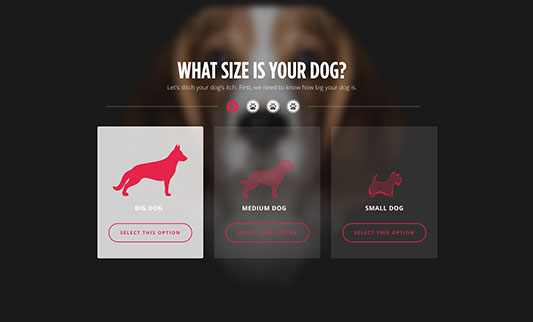 WHAT SIZE IS YOUR DOG?
Let's ditch your dog's itch. First, we need to know how big your dog is.
BIG DOG
MEDIUM DOG
SMALL DOG
SELECT THIS OPTION
SELECT THIS OPTION
SELECT THIS OPTION